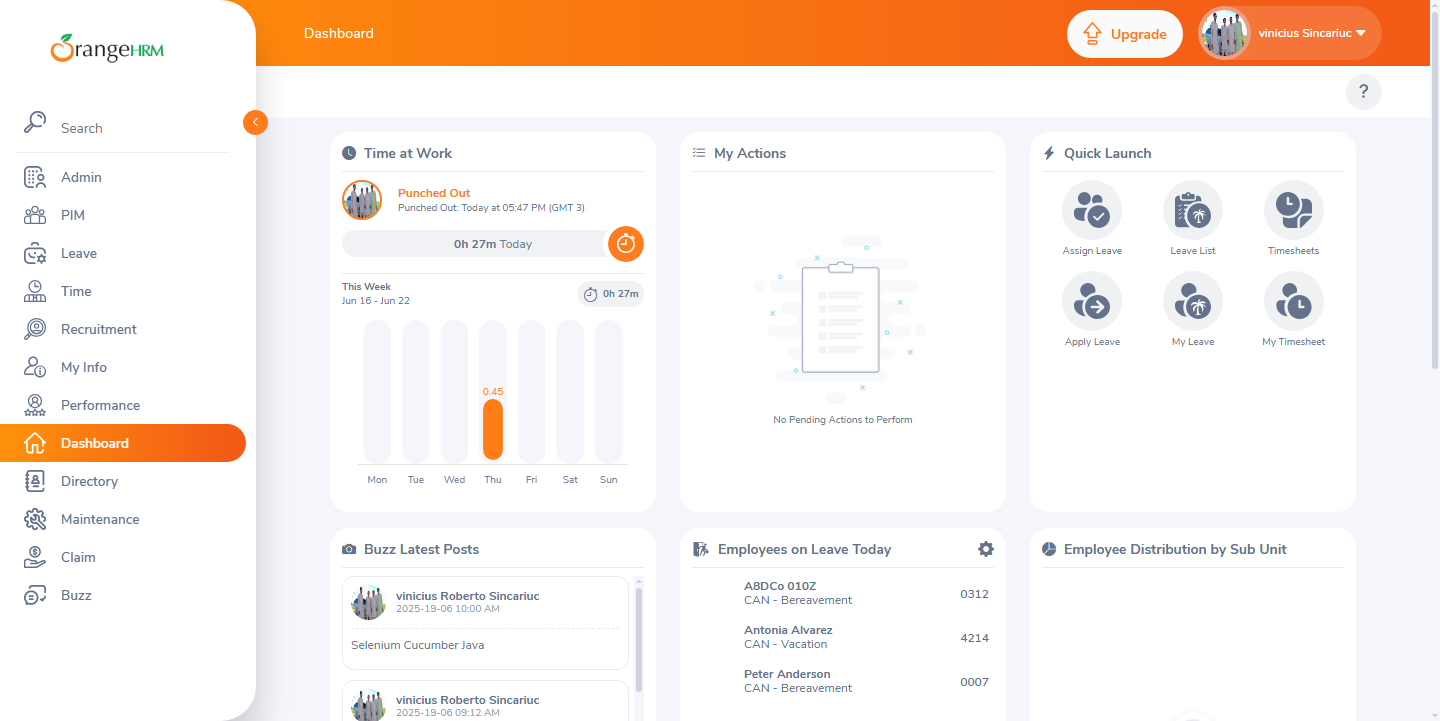 OrangeHRM
Dashboard
Upgrade
vinicius Sincariuc
?
Search
Admin
PIM
Leave
Time
Recruitment
My Info
Performance
Dashboard
Directory
Maintenance
Claim
Buzz
Time at Work
Punched Out
Punched Out: Today at 05:47 PM (GMT 3)
0h 27m Today
This Week
Jun 16 - Jun 22
0h 27m
0.45
Mon Tue Wed Thu Fri Sat Sun
My Actions
No Pending Actions to Perform
Quick Launch
Assign Leave
Leave List
Timesheets
Apply Leave
My Leave
My Timesheet
Buzz Latest Posts
vinicius Roberto Sincariuc
2025-19-06 10:00 AM
Selenium Cucumber Java
vinicius Roberto Sincariuc
2025-19-06 09:12 AM
Employees on Leave Today
A8DCo 010Z
CAN - Bereavement
0312
Antonia Alvarez
CAN - Vacation
4214
Peter Anderson
CAN - Bereavement
0007
Employee Distribution by Sub Unit